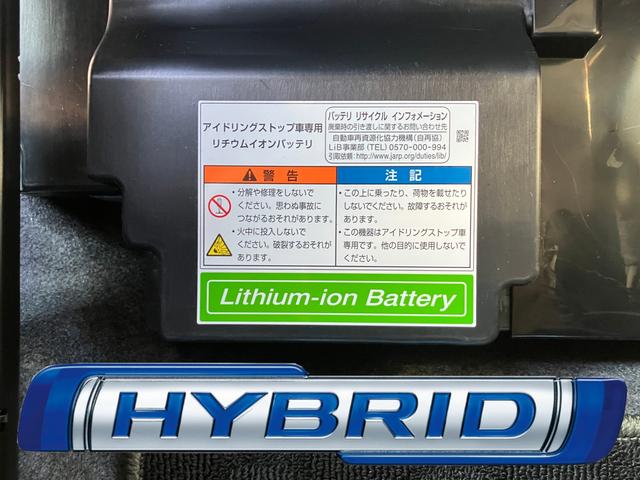 アイドリングストップ車専用
リチウムイオンバッテリ
バッテリ リサイクル インフォメーション
廃棄時の引き渡しに関するお問い合わせ先
自動車再資源化協力機構(自再協)
LiB事業部 (TEL) 0570-000-994
引取依頼:http://www.jarp.org/duties/lib/
警告
・分解や修理をしないで
ください。思わぬ事故に
つながるおそれがあります。
・火中に投入しないで
ください。破裂するおそれが
あります。
注記
・この上に乗ったり、荷物を載せたり
しないでください。故障するおそれが
あります。
・この機器はアイドリングストップ車
専用です。他の目的に使用しないで
ください。
Lithium-ion Battery
HYBRID